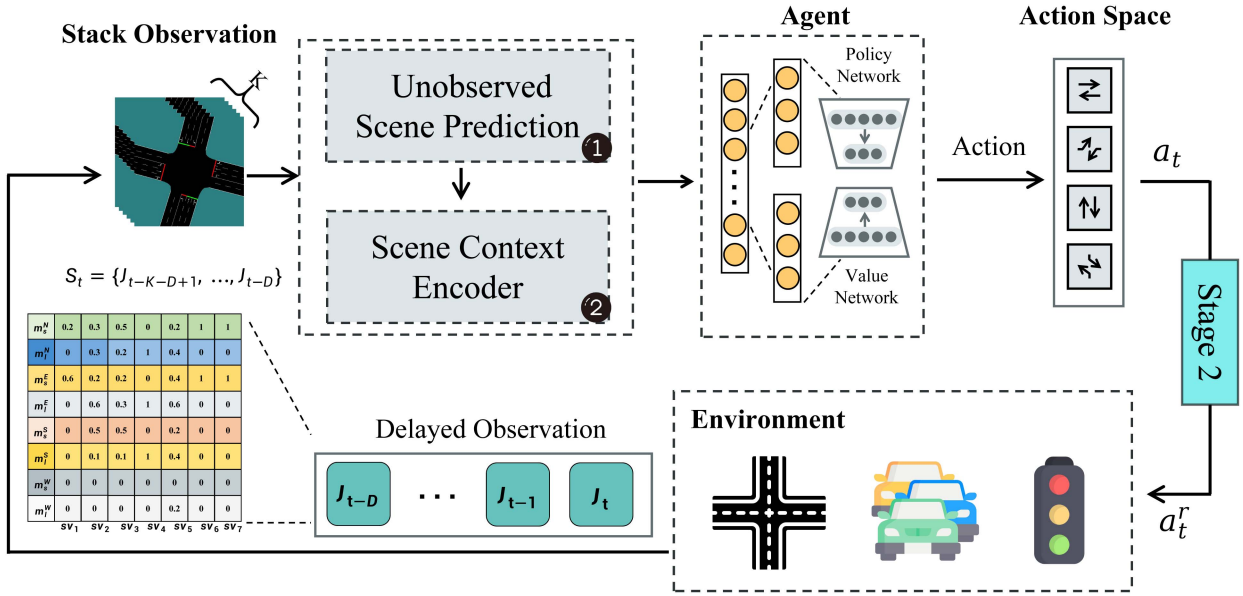 Stack Observation
K
S_t = {J_{t−K−D+1}, ..., J_{t−D}}
Unobserved
Scene Prediction
1
Scene Context
Encoder
2
Agent
Policy
Network
Value
Network
Action
Action Space
a_t
Stage 2
a_t^r
m_s^N 0.2 0.3 0.5 0 0.2 1 1
m_l^N 0 0.3 0.2 1 0.4 0 0
m_s^E 0.6 0.2 0.2 0 0.4 1 1
m_l^E 0 0.6 0.3 1 0.6 0 0
m_s^S 0 0.5 0.5 0 0.2 0 0
m_l^S 0 0.1 0.1 1 0.4 0 0
m_s^W 0 0 0 0 0 0 0
m_l^W 0 0 0 0 0.2 0 0
sv_1 sv_2 sv_3 sv_4 sv_5 sv_6 sv_7
Delayed Observation
J_{t−D} ... J_{t−1} J_t
Environment